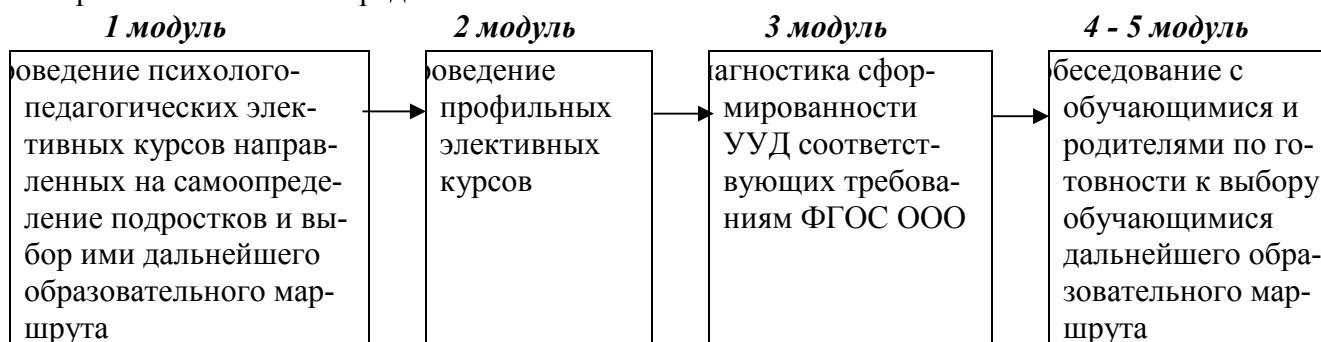 1 модуль
2 модуль
3 модуль
4 - 5 модуль
роведение психолого-
педагогических элек-
тивных курсов направ-
ленных на самоопреде-
ление подростков и вы-
бор ими дальнейшего
образовательного мар-
шрута
роведение
профильных
элективных
курсов
иагностика сфор-
мированности
УУД соответст-
вующих требова-
ниям ФГОС ООО
обеседование с
обучающимися и
родителями по го-
товности к выбору
обучающимися
дальнейшего обра-
зовательного мар-
шрута